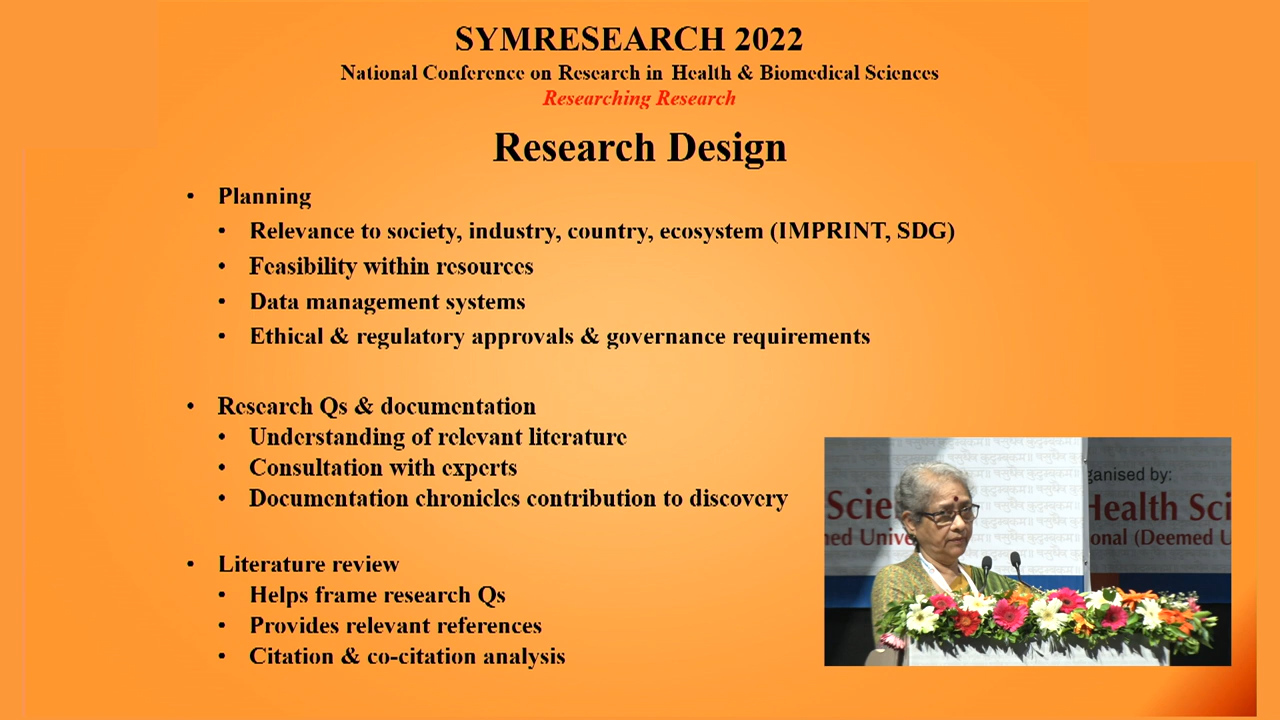 SYMRESEARCH 2022
National Conference on Research in Health & Biomedical Sciences
Researching Research
Research Design
• Planning
• Relevance to society, industry, country, ecosystem (IMPRINT, SDG)
• Feasibility within resources
• Data management systems
• Ethical & regulatory approvals & governance requirements
• Research Qs & documentation
• Understanding of relevant literature
• Consultation with experts
• Documentation chronicles contribution to discovery
• Literature review
• Helps frame research Qs
• Provides relevant references
• Citation & co-citation analysis
ganised by:
Scie Health Sci
med Unive onal (Deemed U